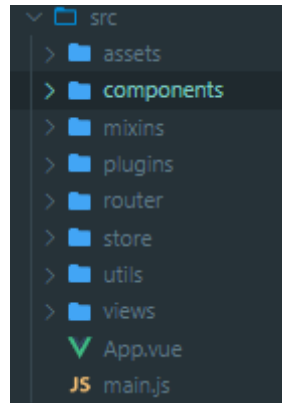 src
assets
components
mixins
plugins
router
store
utils
views
App.vue
JS main.js